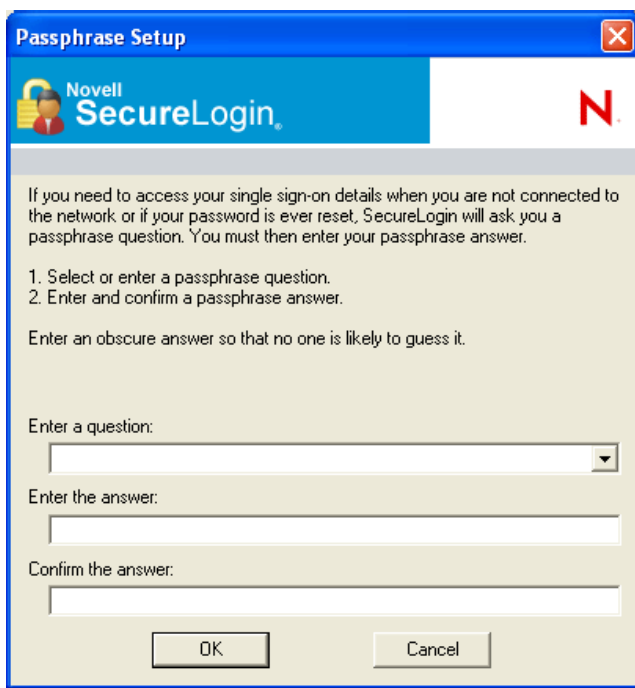 Passphrase Setup
Novell
SecureLogin®
N.
If you need to access your single sign-on details when you are not connected to
the network or if your password is ever reset, SecureLogin will ask you a
passphrase question. You must then enter your passphrase answer.
1. Select or enter a passphrase question.
2. Enter and confirm a passphrase answer.
Enter an obscure answer so that no one is likely to guess it.
Enter a question:
Enter the answer:
Confirm the answer:
OK
Cancel